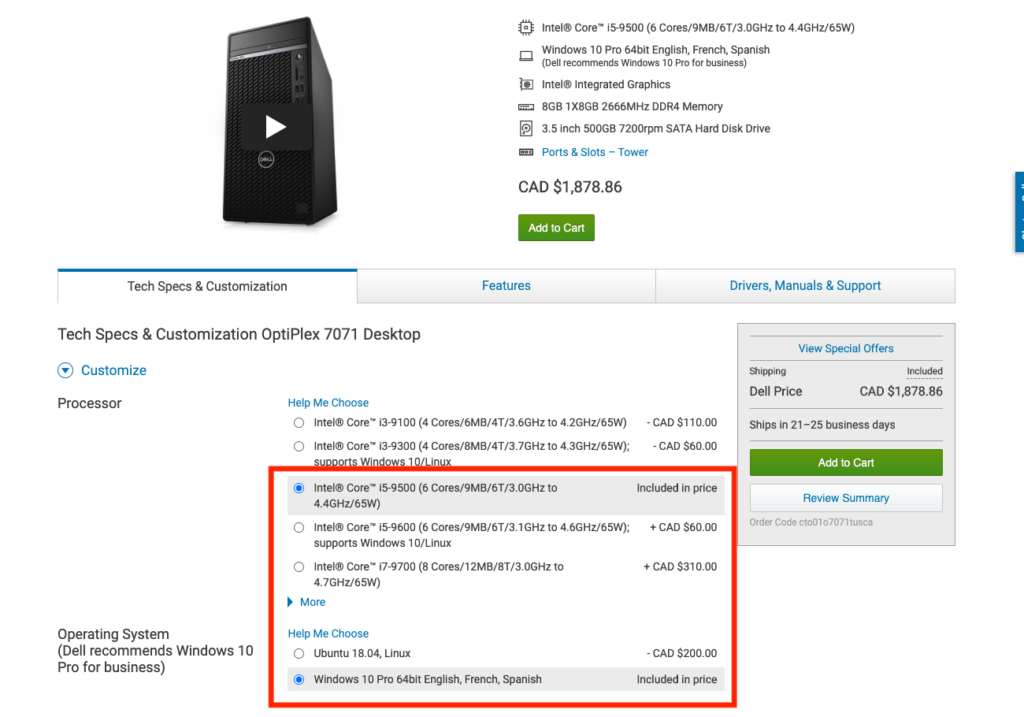 Intel® Core™ i5-9500 (6 Cores/9MB/6T/3.0GHz to 4.4GHz/65W)
Windows 10 Pro 64bit English, French, Spanish
(Dell recommends Windows 10 Pro for business)
Intel® Integrated Graphics
8GB 1X8GB 2666MHz DDR4 Memory
3.5 inch 500GB 7200rpm SATA Hard Disk Drive
Ports & Slots – Tower
DELL
CAD $1,878.86
Add to Cart
Tech Specs & Customization
Features
Drivers, Manuals & Support
Tech Specs & Customization OptiPlex 7071 Desktop
Customize
Processor
Help Me Choose
Intel® Core™ i3-9100 (4 Cores/6MB/4T/3.6GHz to 4.2GHz/65W) - CAD $110.00
Intel® Core™ i3-9300 (4 Cores/8MB/4T/3.7GHz to 4.3GHz/65W); - CAD $60.00
supports Windows 10/Linux
Intel® Core™ i5-9500 (6 Cores/9MB/6T/3.0GHz to Included in price
4.4GHz/65W)
Intel® Core™ i5-9600 (6 Cores/9MB/6T/3.1GHz to 4.6GHz/65W); + CAD $60.00
supports Windows 10/Linux
Intel® Core™ i7-9700 (8 Cores/12MB/8T/3.0GHz to + CAD $310.00
4.7GHz/65W)
More
Operating System
(Dell recommends Windows 10
Pro for business)
Help Me Choose
Ubuntu 18.04, Linux - CAD $200.00
Windows 10 Pro 64bit English, French, Spanish Included in price
View Special Offers
Shipping Included
Dell Price CAD $1,878.86
Ships in 21–25 business days
Add to Cart
Review Summary
Order Code cto01o7071tusca